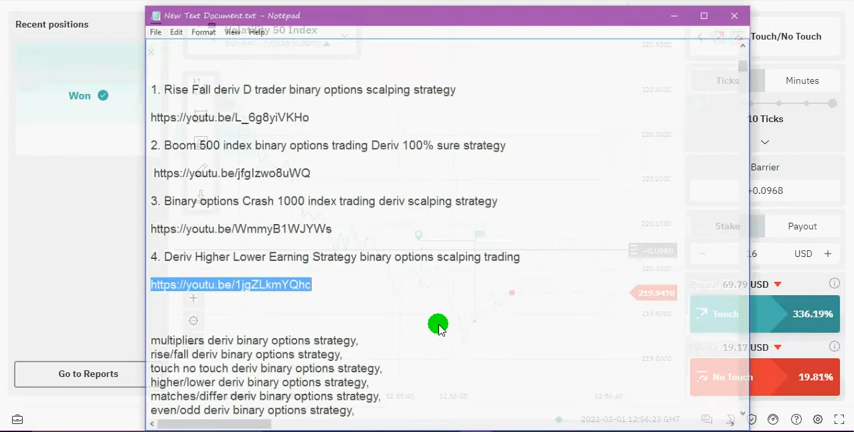 Recent positions
Won
Go to Reports
New Text Document.txt - Notepad
File Edit Format View Help
1. Rise Fall deriv D trader binary options scalping strategy
https://youtu.be/L_6g8yiVKHo
2. Boom 500 index binary options trading Deriv 100% sure strategy
https://youtu.be/jfgIzwo8uWQ
3. Binary options Crash 1000 index trading deriv scalping strategy
https://youtu.be/WmmyB1WJYWs
4. Deriv Higher Lower Earning Strategy binary options scalping trading
https://youtu.be/1jgZLkmYQhc
multipliers deriv binary options strategy,
rise/fall deriv binary options strategy,
touch no touch deriv binary options strategy,
higher/lower deriv binary options strategy,
matches/differ deriv binary options strategy,
even/odd deriv binary options strategy,
Touch/No Touch
Ticks Minutes
10 Ticks
Barrier
+0.0968
Stake Payout
− 16 USD +
69.79 USD
Touch 336.19%
19.17 USD
No Touch 19.81%
+0.0968
219.9470
12:56:40
2022-03-01 12:56:23 GMT